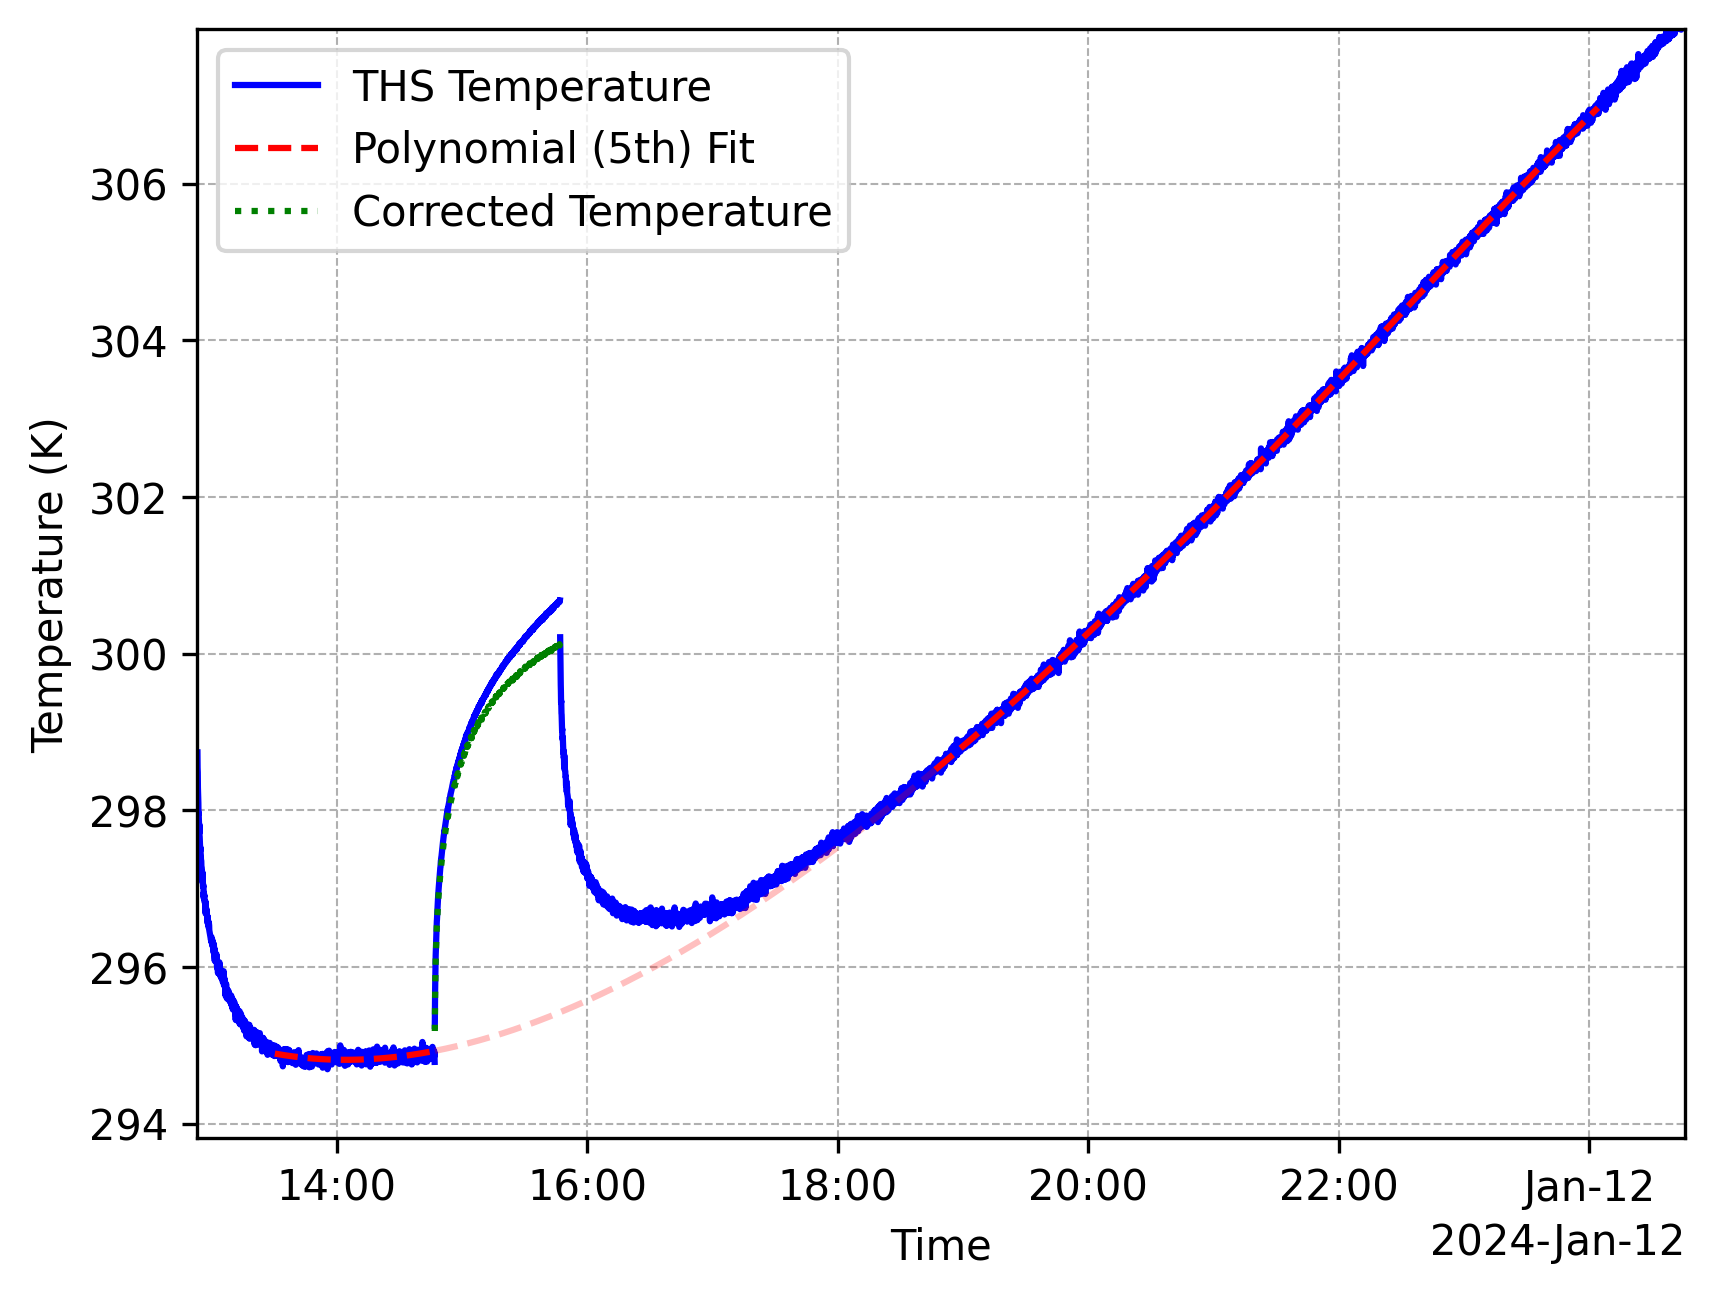 THS Temperature
Polynomial (5th) Fit
Corrected Temperature
306
304
302
300
298
296
294
Temperature (K)
14:00 16:00 18:00 20:00 22:00 Jan-12
2024-Jan-12
Time